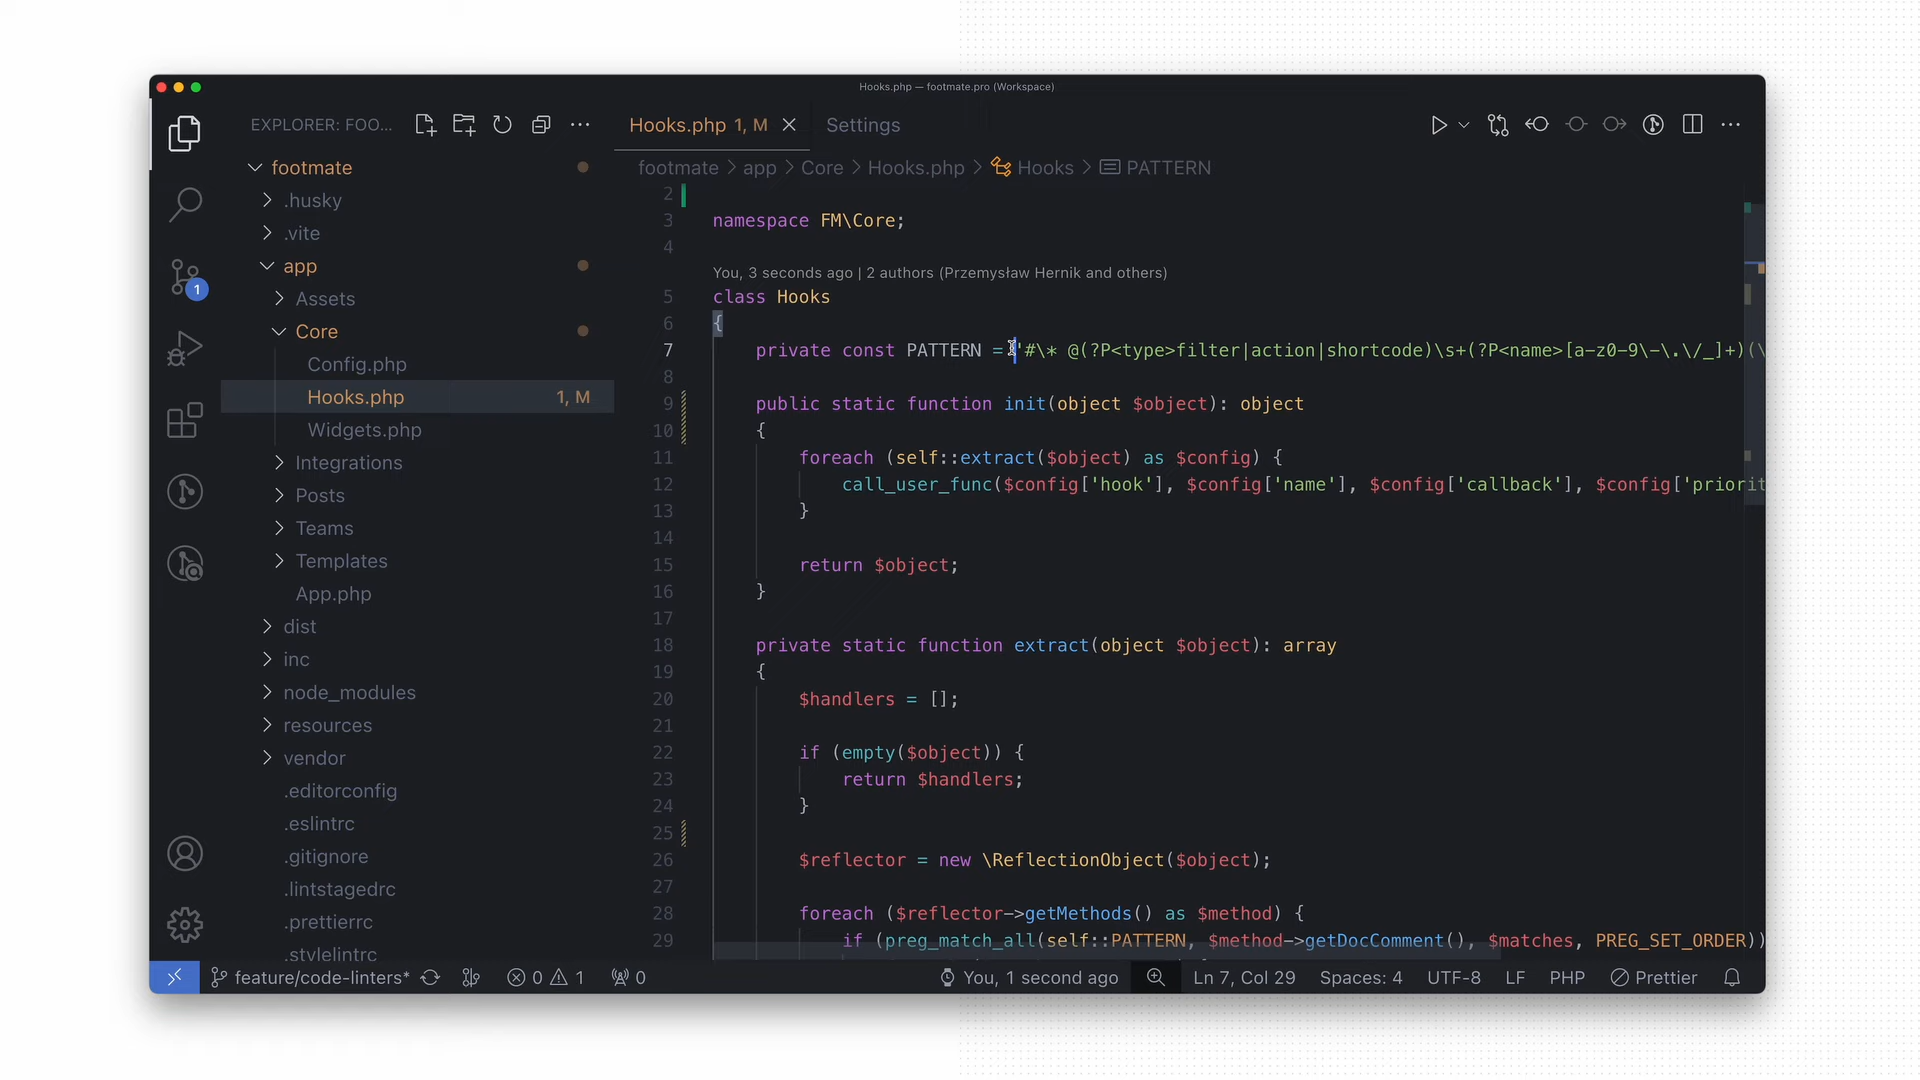 Hooks.php — footmate.pro (Workspace)
EXPLORER: FOO...
Hooks.php 1, M
Settings
footmate
.husky
.vite
app
Assets
Core
Config.php
Hooks.php 1, M
Widgets.php
Integrations
Posts
Teams
Templates
App.php
dist
inc
node_modules
resources
vendor
.editorconfig
.eslintrc
.gitignore
.lintstagedrc
.prettierrc
.stylelintrc
1
footmate > app > Core > Hooks.php > Hooks > PATTERN
2
3 namespace FM\Core;
4
You, 3 seconds ago | 2 authors (Przemysław Hernik and others)
5 class Hooks
6 {
7 private const PATTERN = '#\* @(?P<type>filter|action|shortcode)\s+(?P<name>[a-z0-9\-\.\/_]+)(\
8
9 public static function init(object $object): object
10 {
11 foreach (self::extract($object) as $config) {
12 call_user_func($config['hook'], $config['name'], $config['callback'], $config['priorit
13 }
14
15 return $object;
16 }
17
18 private static function extract(object $object): array
19 {
20 $handlers = [];
21
22 if (empty($object)) {
23 return $handlers;
24 }
25
26 $reflector = new \ReflectionObject($object);
27
28 foreach ($reflector->getMethods() as $method) {
29 if (preg_match_all(self::PATTERN, $method->getDocComment(), $matches, PREG_SET_ORDER))
feature/code-linters* 0 1 0 You, 1 second ago Ln 7, Col 29 Spaces: 4 UTF-8 LF PHP Prettier